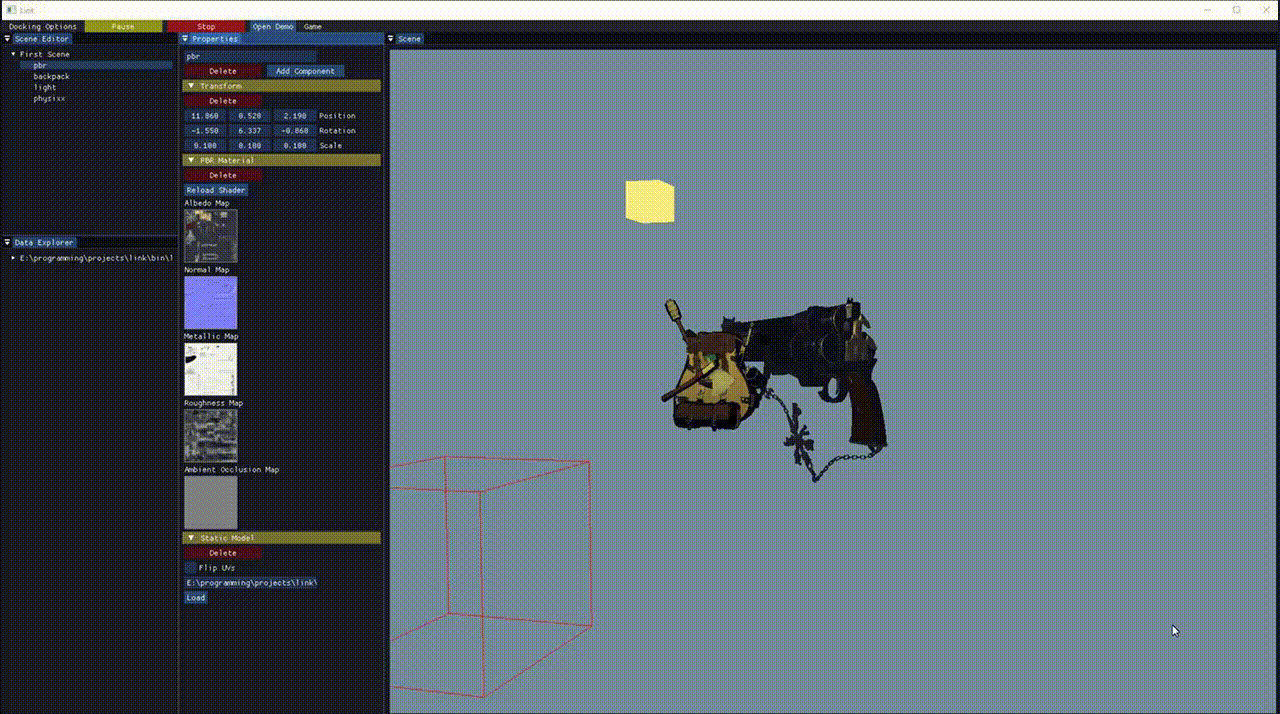 Link
Docking Options Pause Stop Open Demo Game
Scene Editor
First Scene
pbr
backpack
light
physixx
Data Explorer
E:\programming\projects\link\bin\l
Properties
pbr
Delete Add Component
Transform
Delete
11.860 0.520 2.190 Position
-1.550 6.337 -0.860 Rotation
0.100 0.100 0.100 Scale
PBR Material
Delete
Reload Shader
Albedo Map
Normal Map
Metallic Map
Roughness Map
Ambient Occlusion Map
Static Model
Delete
Flip UVs
E:\programming\projects\link\
Load
Scene